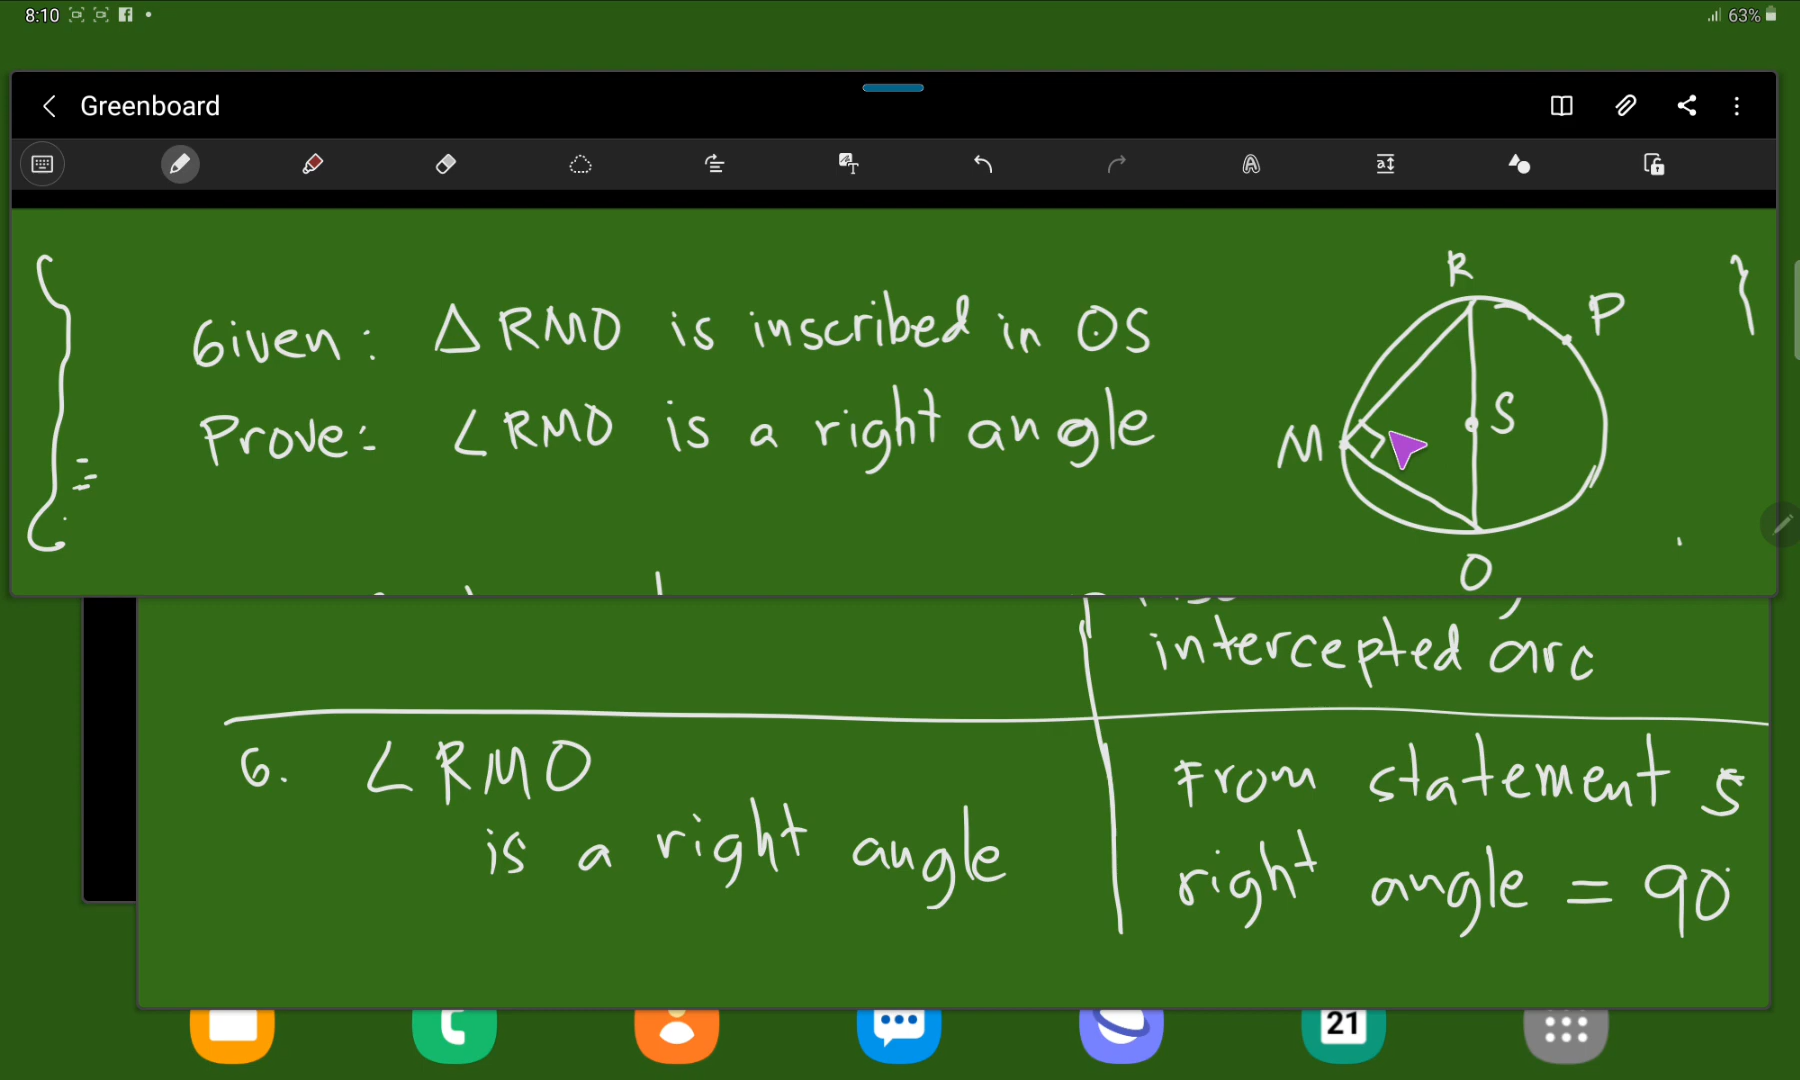 8:10
63%
Greenboard
R
P
Given: △RMO is inscribed in ⊙S
S
Prove: ∠RMO is a right angle
M
O
intercepted arc
6. ∠RMO
is a right angle
From statement 5
right angle = 90
21